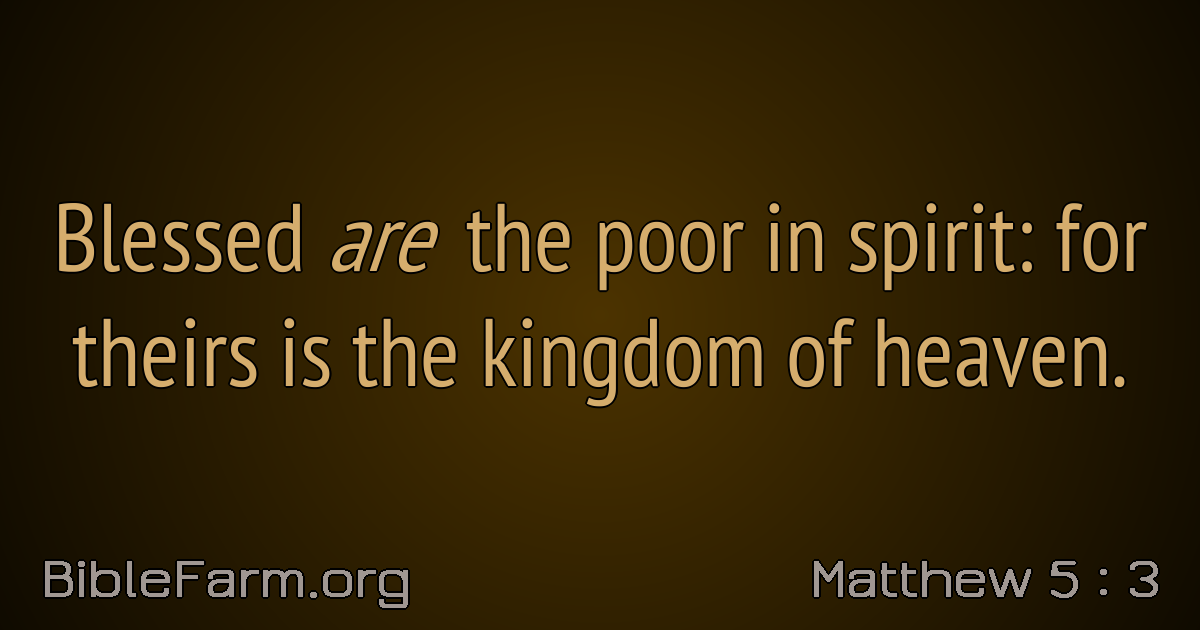 Blessed are the poor in spirit: for
theirs is the kingdom of heaven.
BibleFarm.org
Matthew 5 : 3